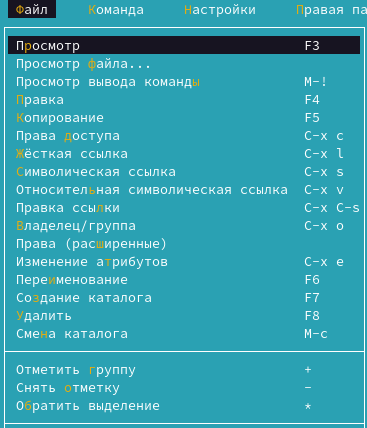 Файл Команда Настройки Правая па
Просмотр F3
Просмотр файла...
Просмотр вывода команды M-!
Правка F4
Копирование F5
Права доступа C-x c
Жёсткая ссылка C-x l
Символическая ссылка C-x s
Относительная символическая ссылка C-x v
Правка ссылки C-x C-s
Владелец/группа C-x o
Права (расширенные)
Изменение атрибутов C-x e
Переименование F6
Создание каталога F7
Удалить F8
Смена каталога M-c
Отметить группу +
Снять отметку -
Обратить выделение *